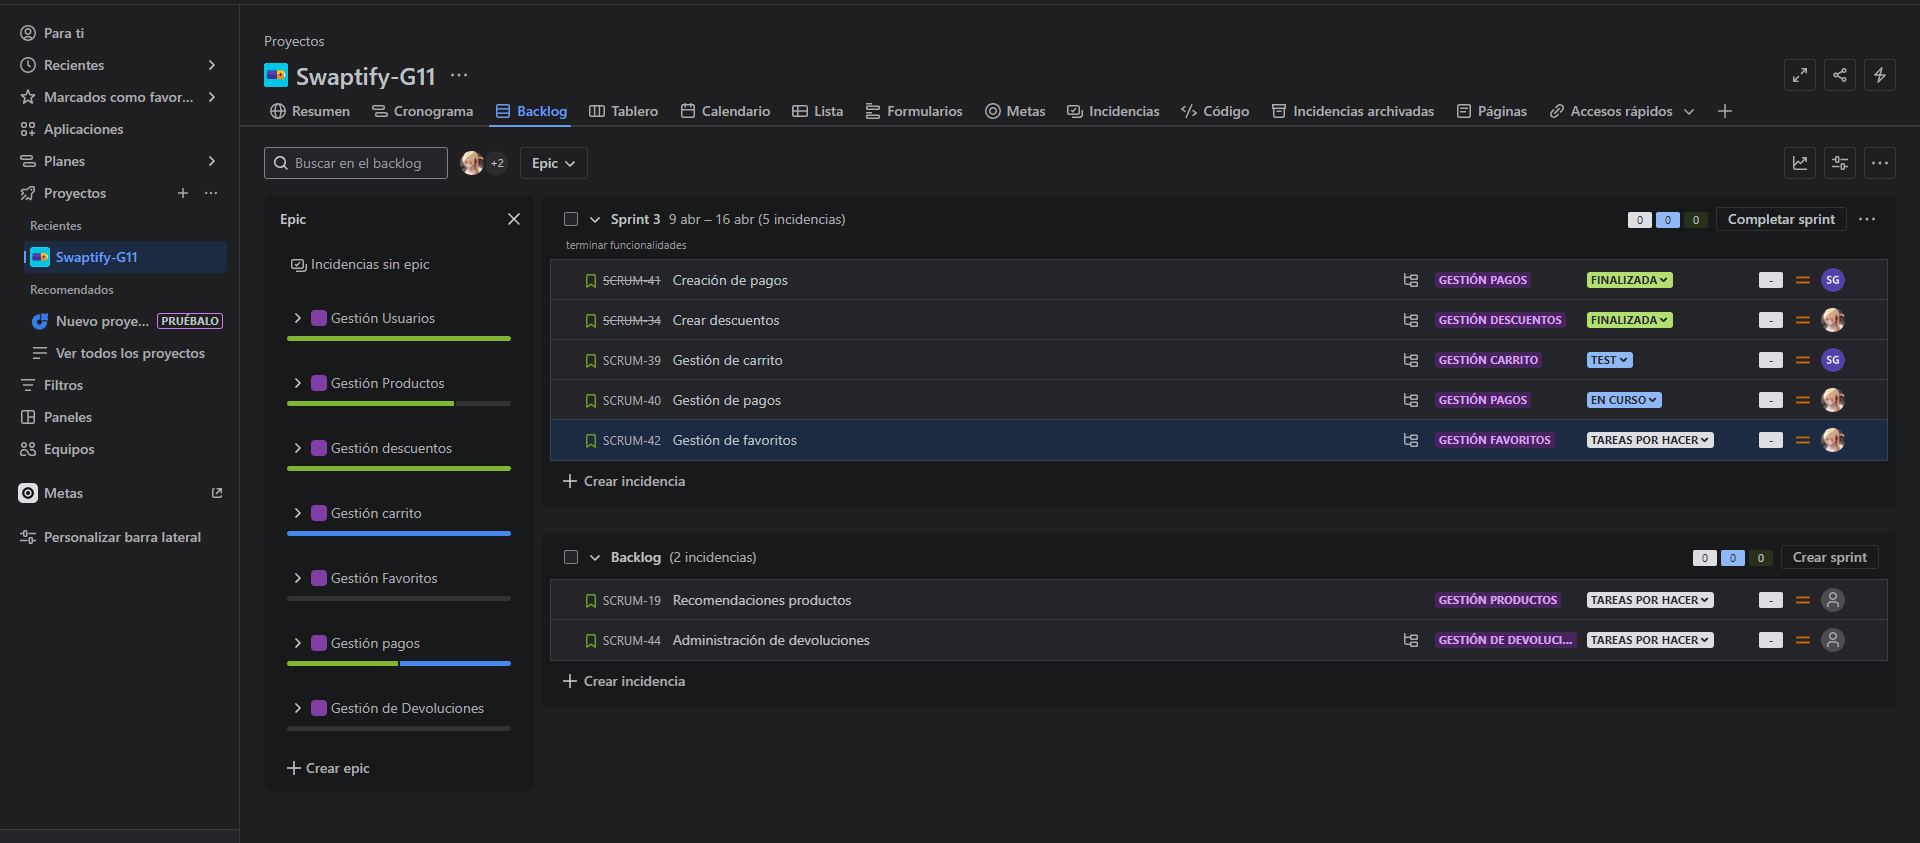 Para ti
Recientes
Marcados como favor...
Aplicaciones
Planes
Proyectos
Recientes
Swaptify-G11
Recomendados
Nuevo proye... PRUÉBALO
Ver todos los proyectos
Filtros
Paneles
Equipos
Metas
Personalizar barra lateral
Proyectos
Swaptify-G11
Resumen Cronograma Backlog Tablero Calendario Lista Formularios Metas Incidencias Código Incidencias archivadas Páginas Accesos rápidos
Buscar en el backlog +2 Epic
Epic
Incidencias sin epic
Gestión Usuarios
Gestión Productos
Gestión descuentos
Gestión carrito
Gestión Favoritos
Gestión pagos
Gestión de Devoluciones
Crear epic
Sprint 3 9 abr – 16 abr (5 incidencias) 0 0 0 Completar sprint
terminar funcionalidades
SCRUM-41 Creación de pagos GESTIÓN PAGOS FINALIZADA - SG
SCRUM-34 Crear descuentos GESTIÓN DESCUENTOS FINALIZADA -
SCRUM-39 Gestión de carrito GESTIÓN CARRITO TEST - SG
SCRUM-40 Gestión de pagos GESTIÓN PAGOS EN CURSO -
SCRUM-42 Gestión de favoritos GESTIÓN FAVORITOS TAREAS POR HACER -
Crear incidencia
Backlog (2 incidencias) 0 0 0 Crear sprint
SCRUM-19 Recomendaciones productos GESTIÓN PRODUCTOS TAREAS POR HACER -
SCRUM-44 Administración de devoluciones GESTIÓN DE DEVOLUCI... TAREAS POR HACER -
Crear incidencia